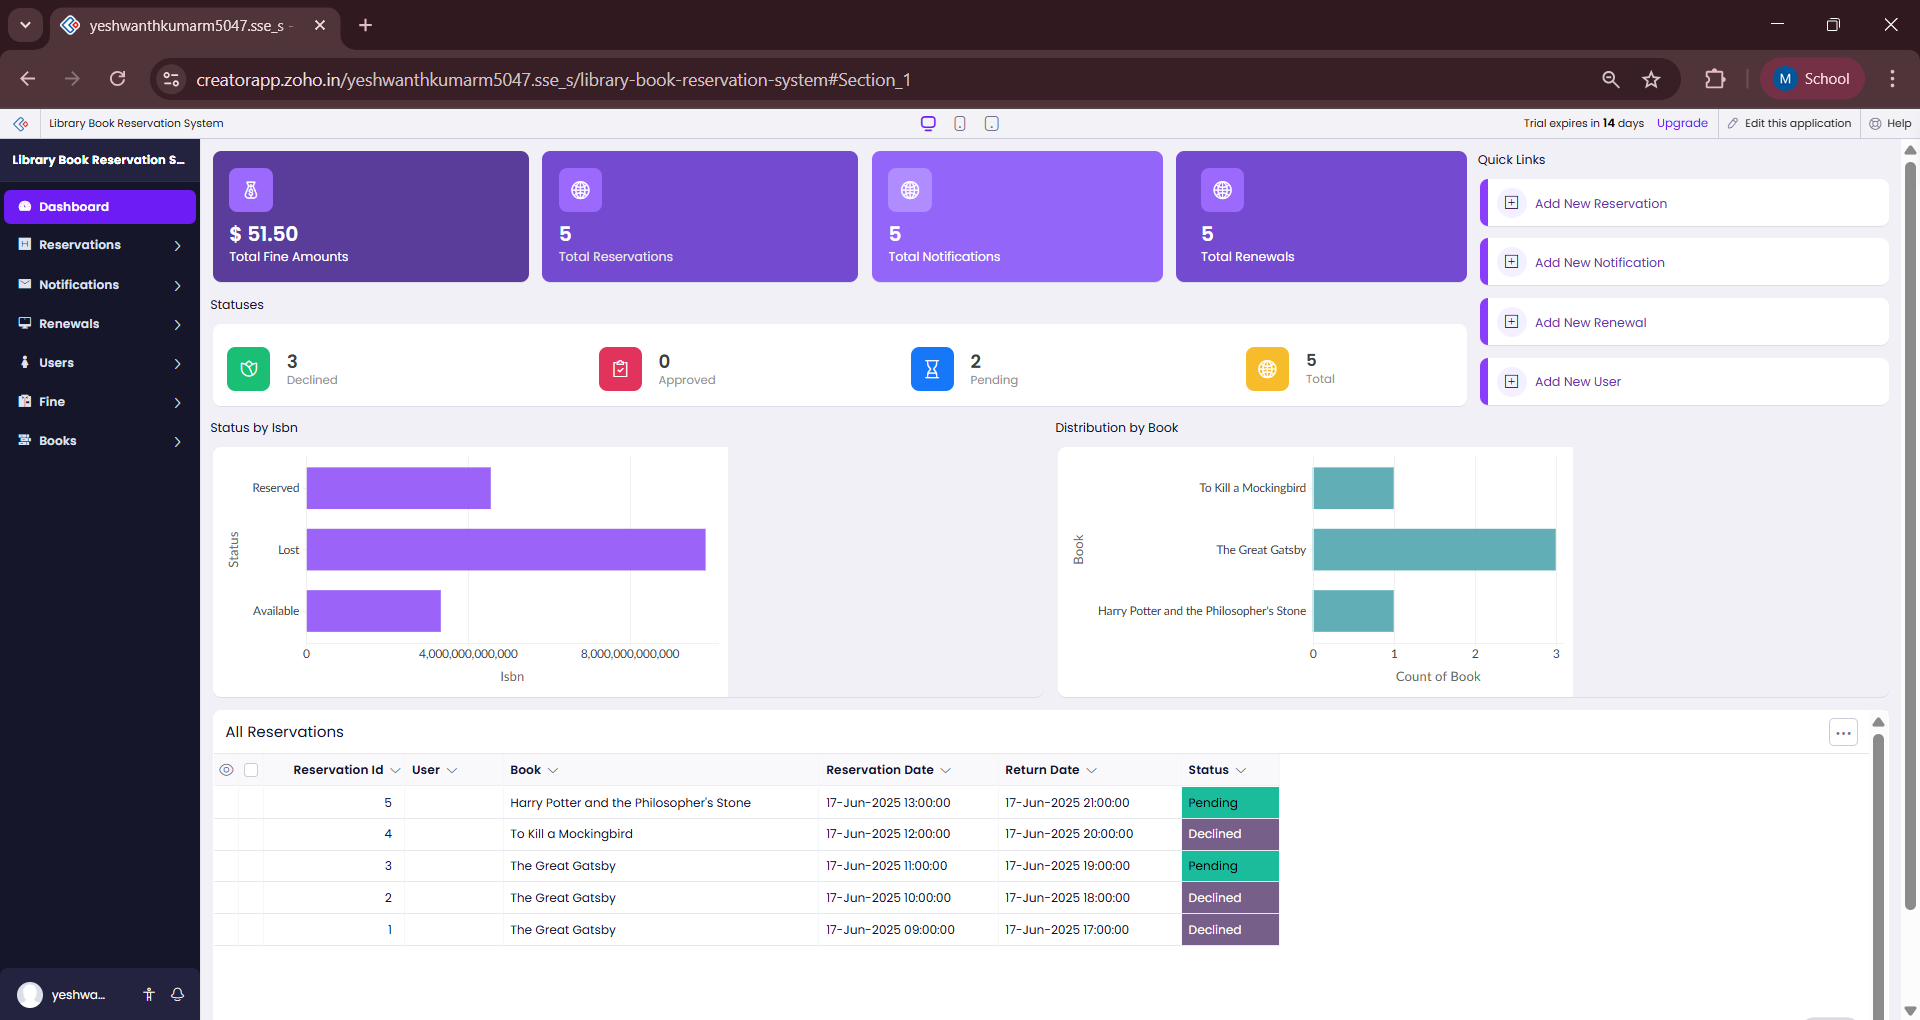 yeshwanthkumarm5047.sse_s -
creatorapp.zoho.in/yeshwanthkumarm5047.sse_s/library-book-reservation-system#Section_1
M School
Library Book Reservation System
Trial expires in 14 days Upgrade
Edit this application
Help
Library Book Reservation S...
Dashboard
Reservations
Notifications
Renewals
Users
Fine
Books
yeshwa...
$ 51.50
Total Fine Amounts
5
Total Reservations
5
Total Notifications
5
Total Renewals
Quick Links
Add New Reservation
Add New Notification
Add New Renewal
Add New User
Statuses
3
Declined
0
Approved
2
Pending
5
Total
Status by Isbn
Status
Reserved
Lost
Available
0 4,000,000,000,000 8,000,000,000,000
Isbn
Distribution by Book
Book
To Kill a Mockingbird
The Great Gatsby
Harry Potter and the Philosopher's Stone
0 1 2 3
Count of Book
All Reservations
Reservation Id User Book Reservation Date Return Date Status
5 Harry Potter and the Philosopher's Stone 17-Jun-2025 13:00:00 17-Jun-2025 21:00:00 Pending
4 To Kill a Mockingbird 17-Jun-2025 12:00:00 17-Jun-2025 20:00:00 Declined
3 The Great Gatsby 17-Jun-2025 11:00:00 17-Jun-2025 19:00:00 Pending
2 The Great Gatsby 17-Jun-2025 10:00:00 17-Jun-2025 18:00:00 Declined
1 The Great Gatsby 17-Jun-2025 09:00:00 17-Jun-2025 17:00:00 Declined